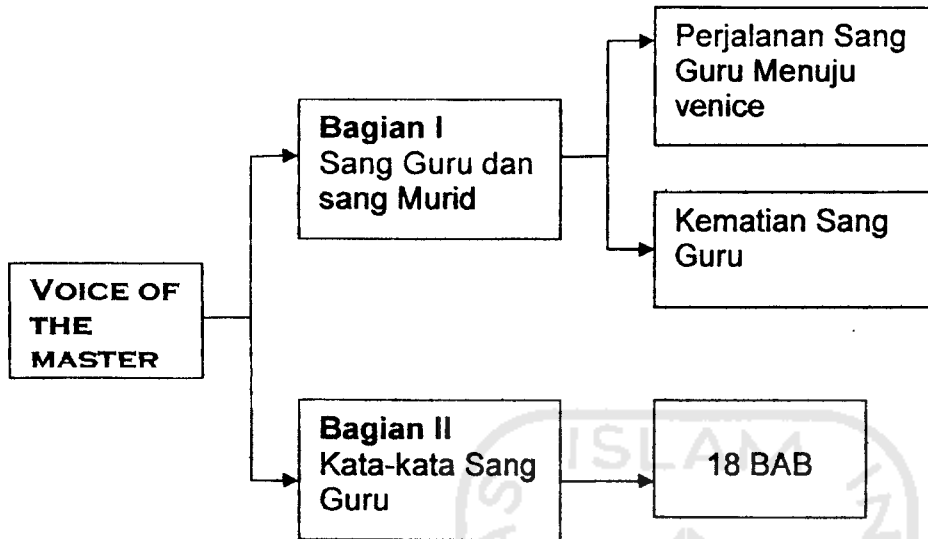 Perjalanan Sang
Guru Menuju
venice
Bagian I
Sang Guru dan
sang Murid
Kematian Sang
Guru
VOICE OF
THE
MASTER
Bagian II
Kata-kata Sang
Guru
18 BAB
ISLAM